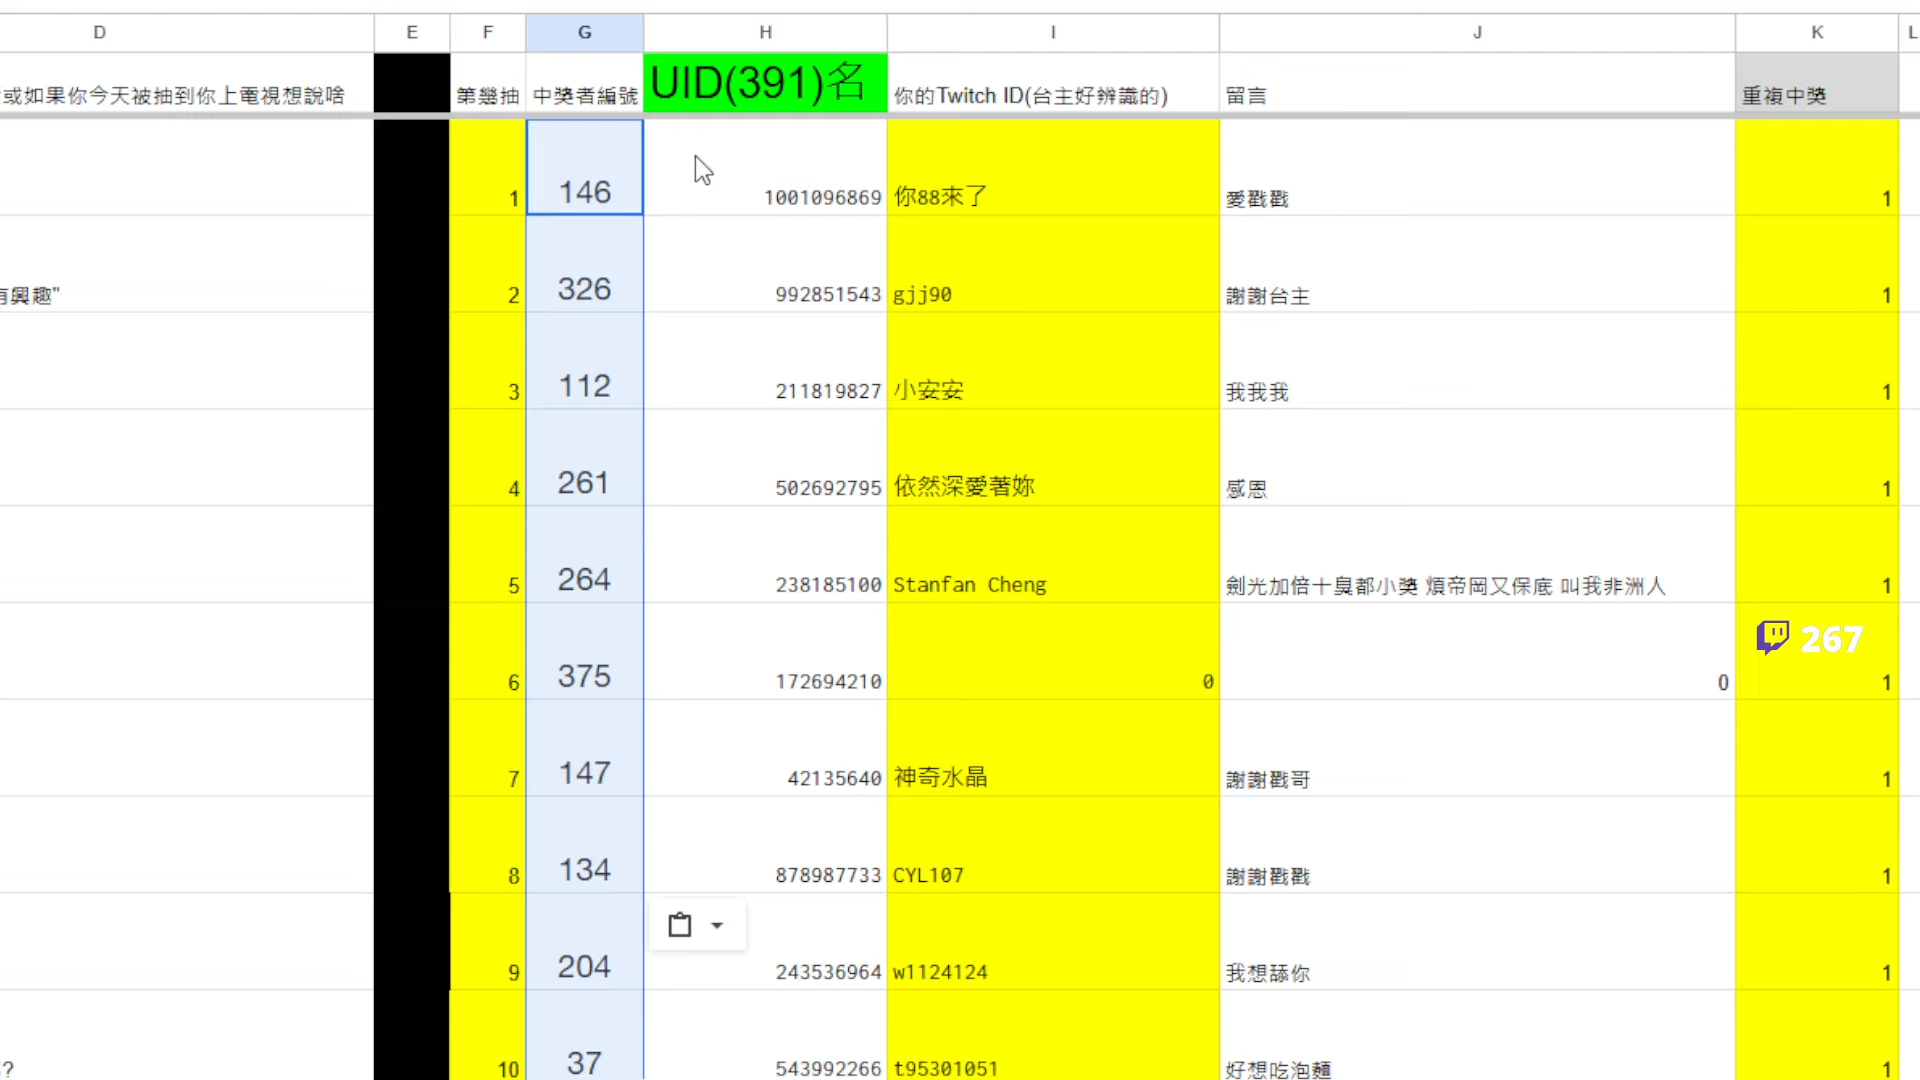 D E F G H I J K L
或如果你今天被抽到你上電視想說啥 第幾抽 中獎者編號 UID(391)名 你的Twitch ID(台主好辨識的) 留言 重複中獎
1 146 1001096869 你88來了 愛戳戳 1
有興趣" 2 326 992851543 gjj90 謝謝台主 1
3 112 211819827 小安安 我我我 1
4 261 502692795 依然深愛著妳 感恩 1
5 264 238185100 Stanfan Cheng 劍光加倍十臭都小獎 煩帝岡又保底 叫我非洲人 1
267
6 375 172694210 0 0 1
7 147 42135640 神奇水晶 謝謝戳哥 1
8 134 878987733 CYL107 謝謝戳戳 1
9 204 243536964 w1124124 我想舔你 1
? 10 37 543992266 t95301051 好想吃泡麵 1